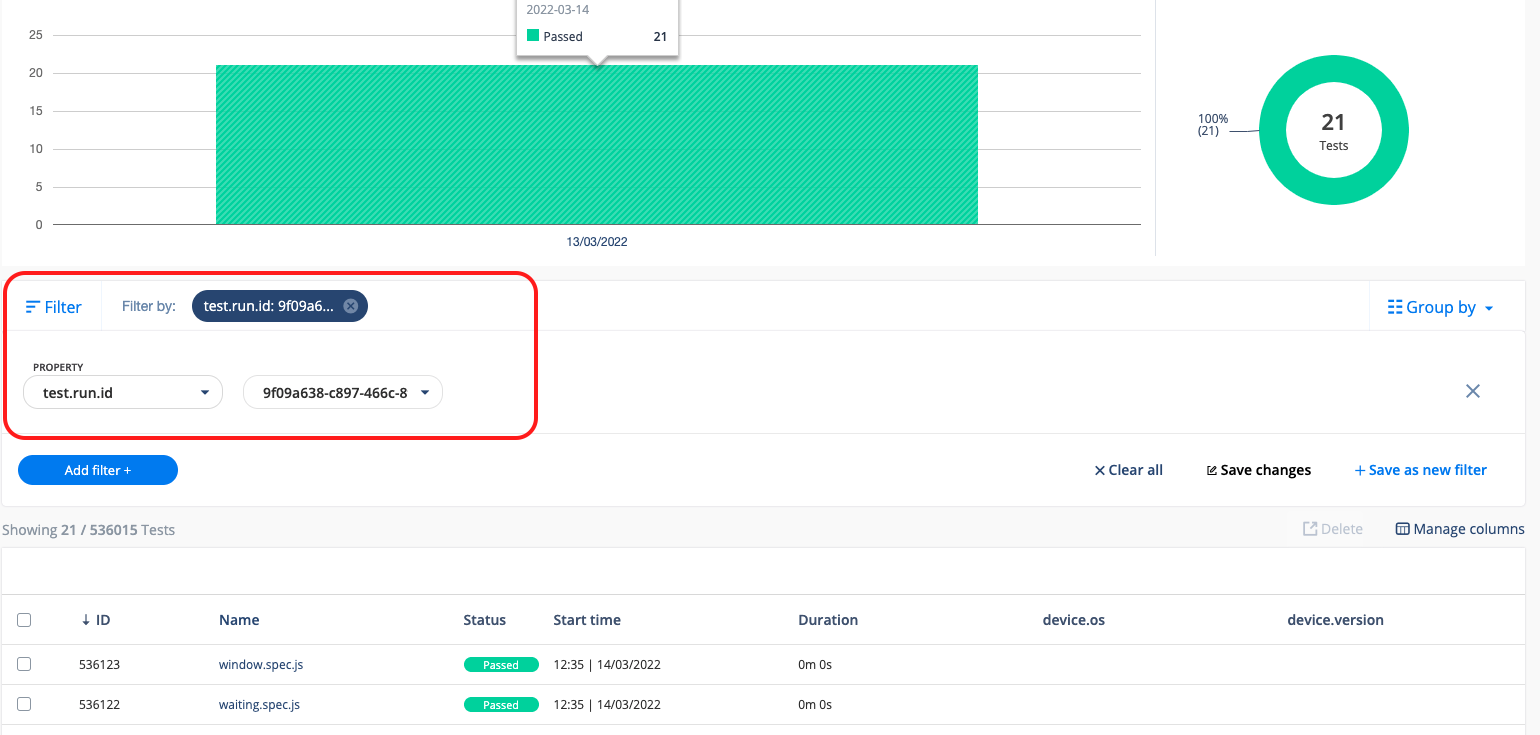 2022-03-14
Passed 21
25
20
15
10
5
0
13/03/2022
100%
(21)
21
Tests
Filter Filter by: test.run.id: 9f09a6... Group by
PROPERTY
test.run.id 9f09a638-c897-466c-8
Add filter + Clear all Save changes + Save as new filter
Showing 21 / 536015 Tests Delete Manage columns
ID Name Status Start time Duration device.os device.version
536123 window.spec.js Passed 12:35 | 14/03/2022 0m 0s
536122 waiting.spec.js Passed 12:35 | 14/03/2022 0m 0s